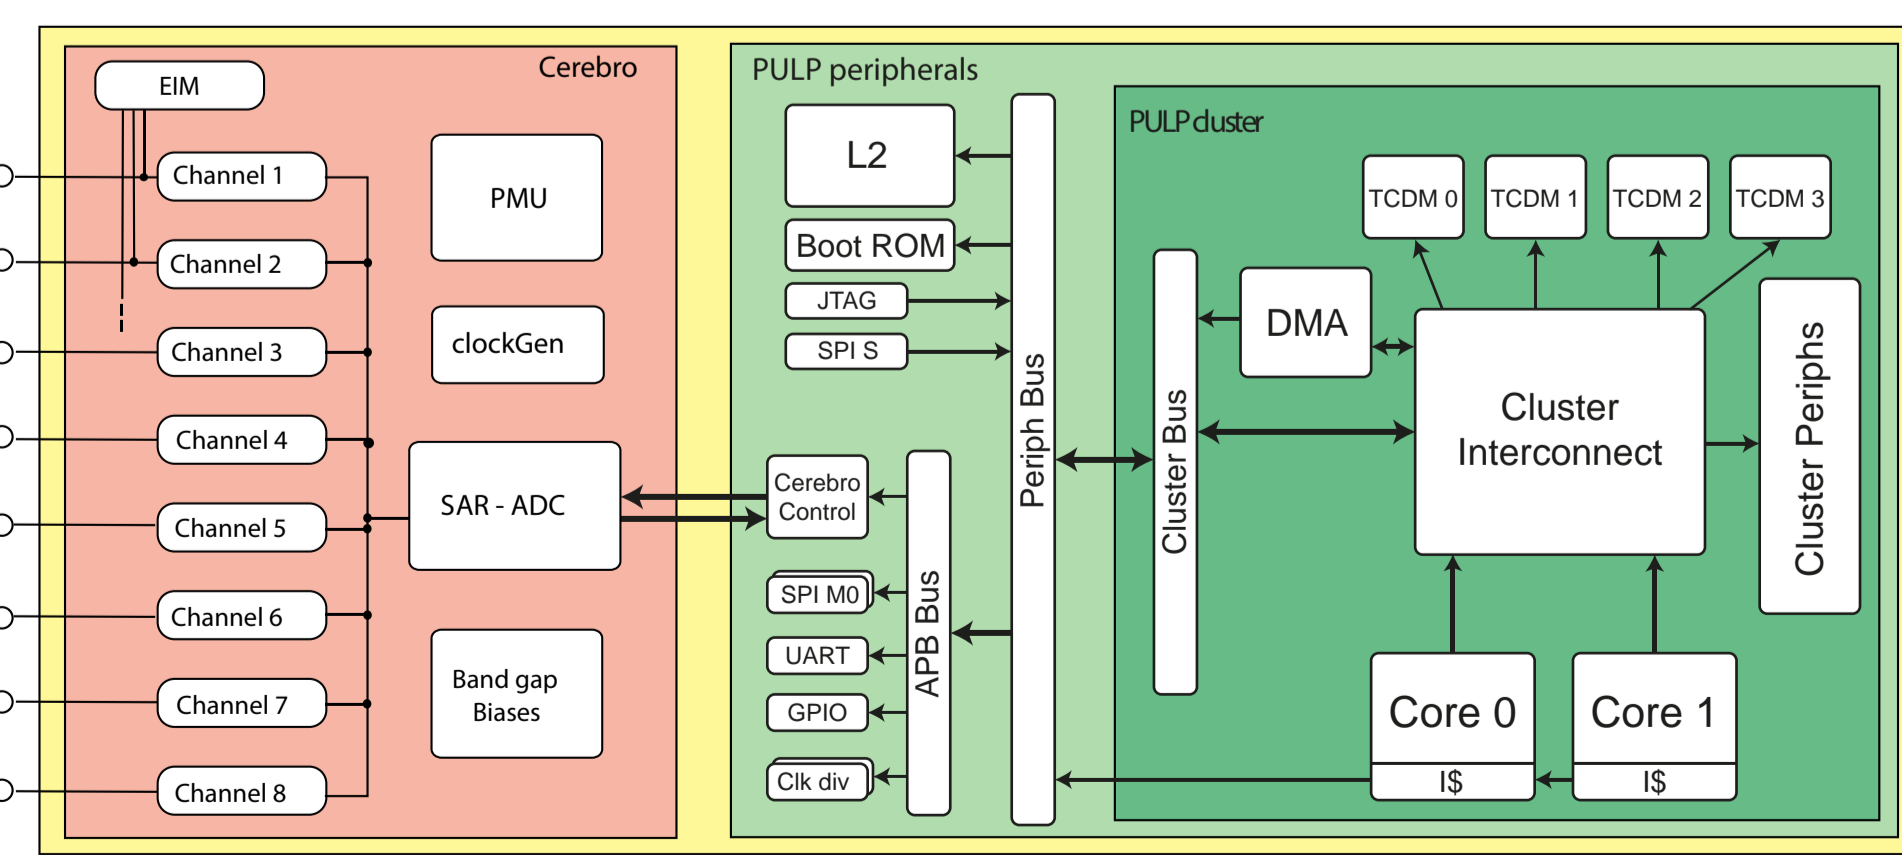 Cerebro
EIM
Channel 1
Channel 2
Channel 3
Channel 4
Channel 5
Channel 6
Channel 7
Channel 8
PMU
clockGen
SAR - ADC
Band gap
Biases
PULP peripherals
L2
Boot ROM
JTAG
SPI S
Cerebro
Control
SPI M0
UART
GPIO
Clk div
APB Bus
Periph Bus
PULP cluster
TCDM 0
TCDM 1
TCDM 2
TCDM 3
Cluster Bus
DMA
Cluster
Interconnect
Cluster Periphs
Core 0
I$
Core 1
I$